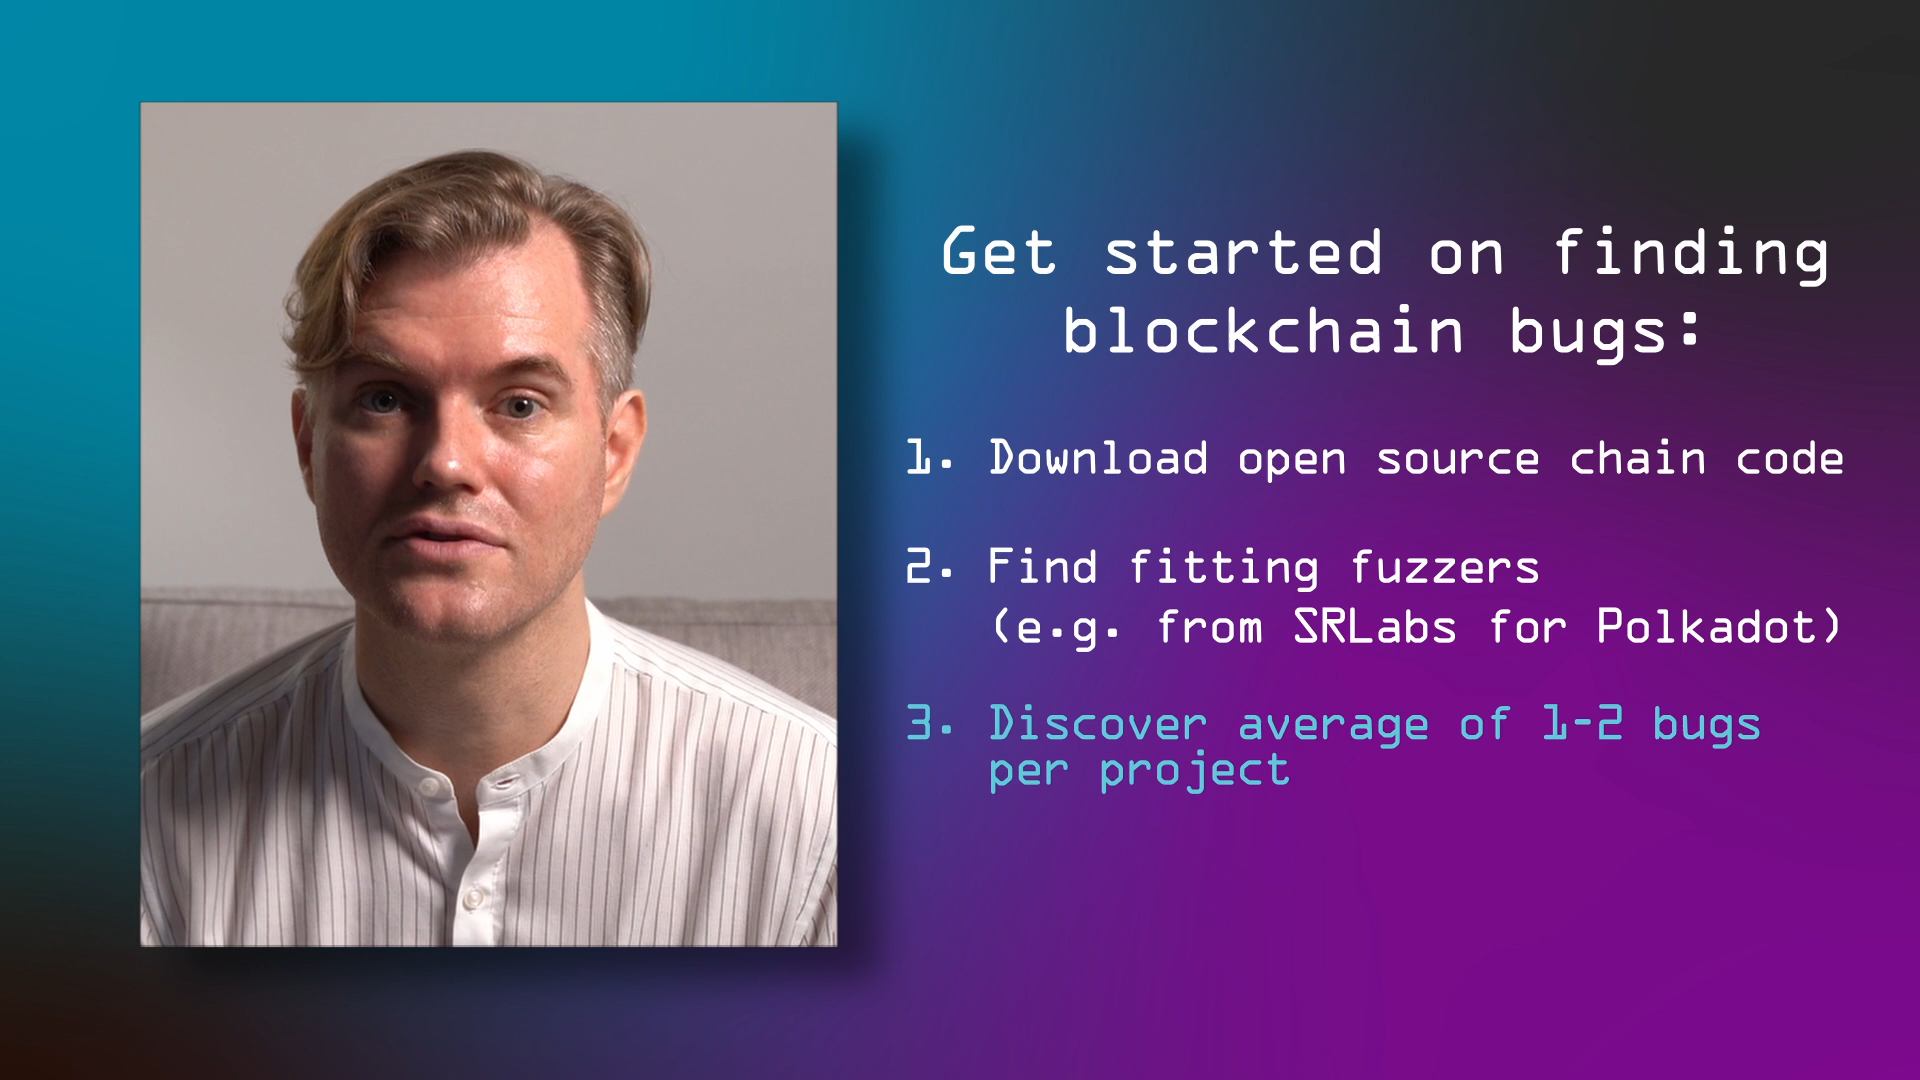 Get started on finding
blockchain bugs:
1. Download open source chain code
2. Find fitting fuzzers
(e.g. from SRLabs for Polkadot)
3. Discover average of 1-2 bugs
per project